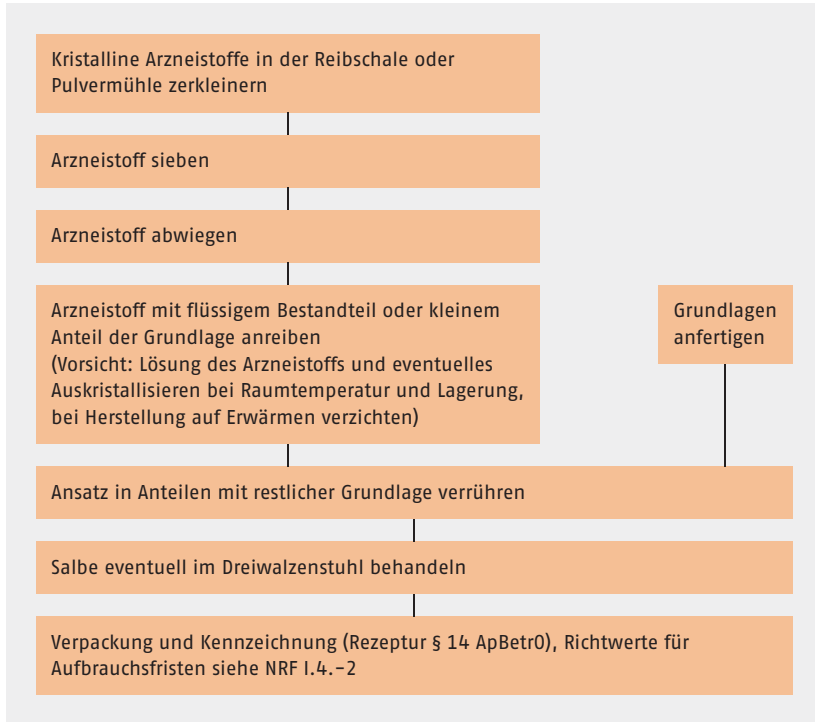 Kristalline Arzneistoffe in der Reibschale oder
Pulvermühle zerkleinern
Arzneistoff sieben
Arzneistoff abwiegen
Arzneistoff mit flüssigem Bestandteil oder kleinem
Anteil der Grundlage anreiben
(Vorsicht: Lösung des Arzneistoffs und eventuelles
Auskristallisieren bei Raumtemperatur und Lagerung,
bei Herstellung auf Erwärmen verzichten)
Grundlagen
anfertigen
Ansatz in Anteilen mit restlicher Grundlage verrühren
Salbe eventuell im Dreiwalzenstuhl behandeln
Verpackung und Kennzeichnung (Rezeptur § 14 ApBetrO), Richtwerte für
Aufbrauchsfristen siehe NRF I.4.–2